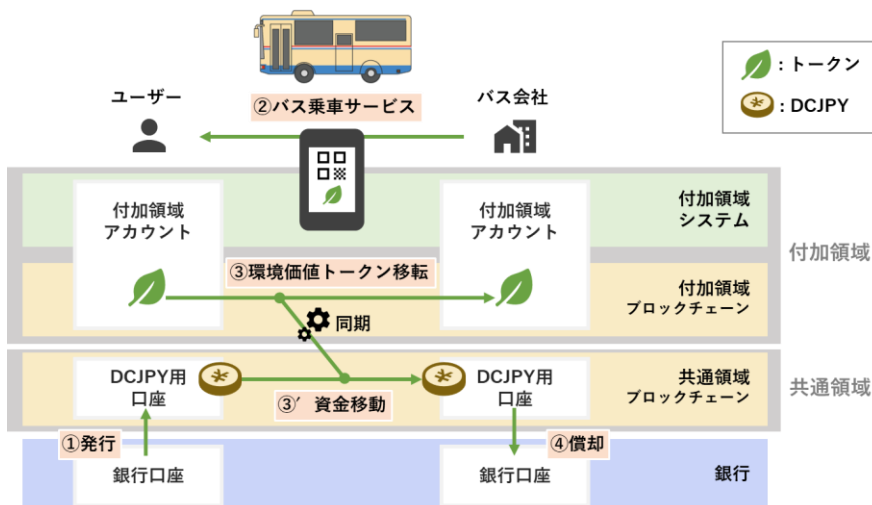 ユーザー
②バス乗車サービス
バス会社
: トークン
: DCJPY
付加領域
アカウント
付加領域
アカウント
付加領域
システム
付加領域
③環境価値トークン移転
付加領域
ブロックチェーン
同期
DCJPY用
口座
DCJPY用
口座
共通領域
ブロックチェーン
共通領域
③′ 資金移動
①発行
④償却
銀行口座
銀行口座
銀行